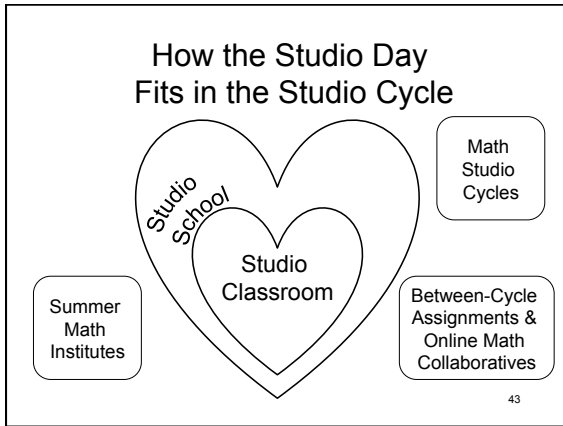 How the Studio Day
Fits in the Studio Cycle
Studio
School
Studio
Classroom
Math
Studio
Cycles
Summer
Math
Institutes
Between-Cycle
Assignments &
Online Math
Collaboratives
43